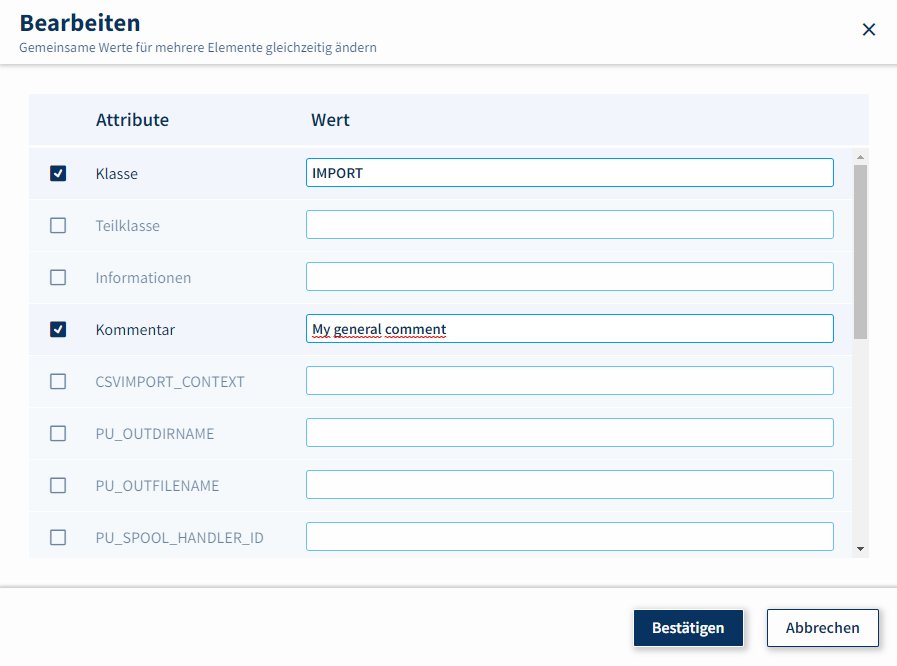 Bearbeiten
Gemeinsame Werte für mehrere Elemente gleichzeitig ändern
Attribute Wert
Klasse IMPORT
Teilklasse
Informationen
Kommentar My general comment
CSVIMPORT_CONTEXT
PU_OUTDIRNAME
PU_OUTFILENAME
PU_SPOOL_HANDLER_ID
Bestätigen Abbrechen